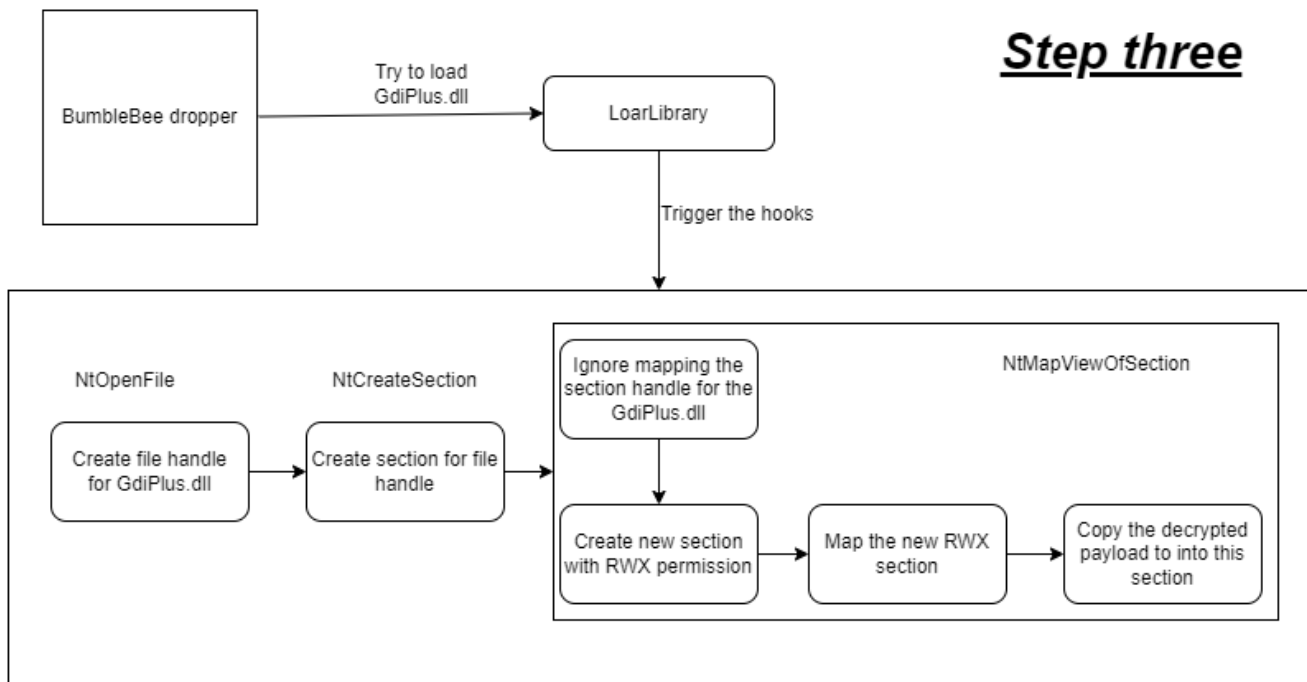 Step three
BumbleBee dropper
Try to load
GdiPlus.dll
LoarLibrary
Trigger the hooks
NtOpenFile
NtCreateSection
NtMapViewOfSection
Create file handle
for GdiPlus.dll
Create section for file
handle
Ignore mapping the
section handle for the
GdiPlus.dll
Create new section
with RWX permission
Map the new RWX
section
Copy the decrypted
payload to into this
section